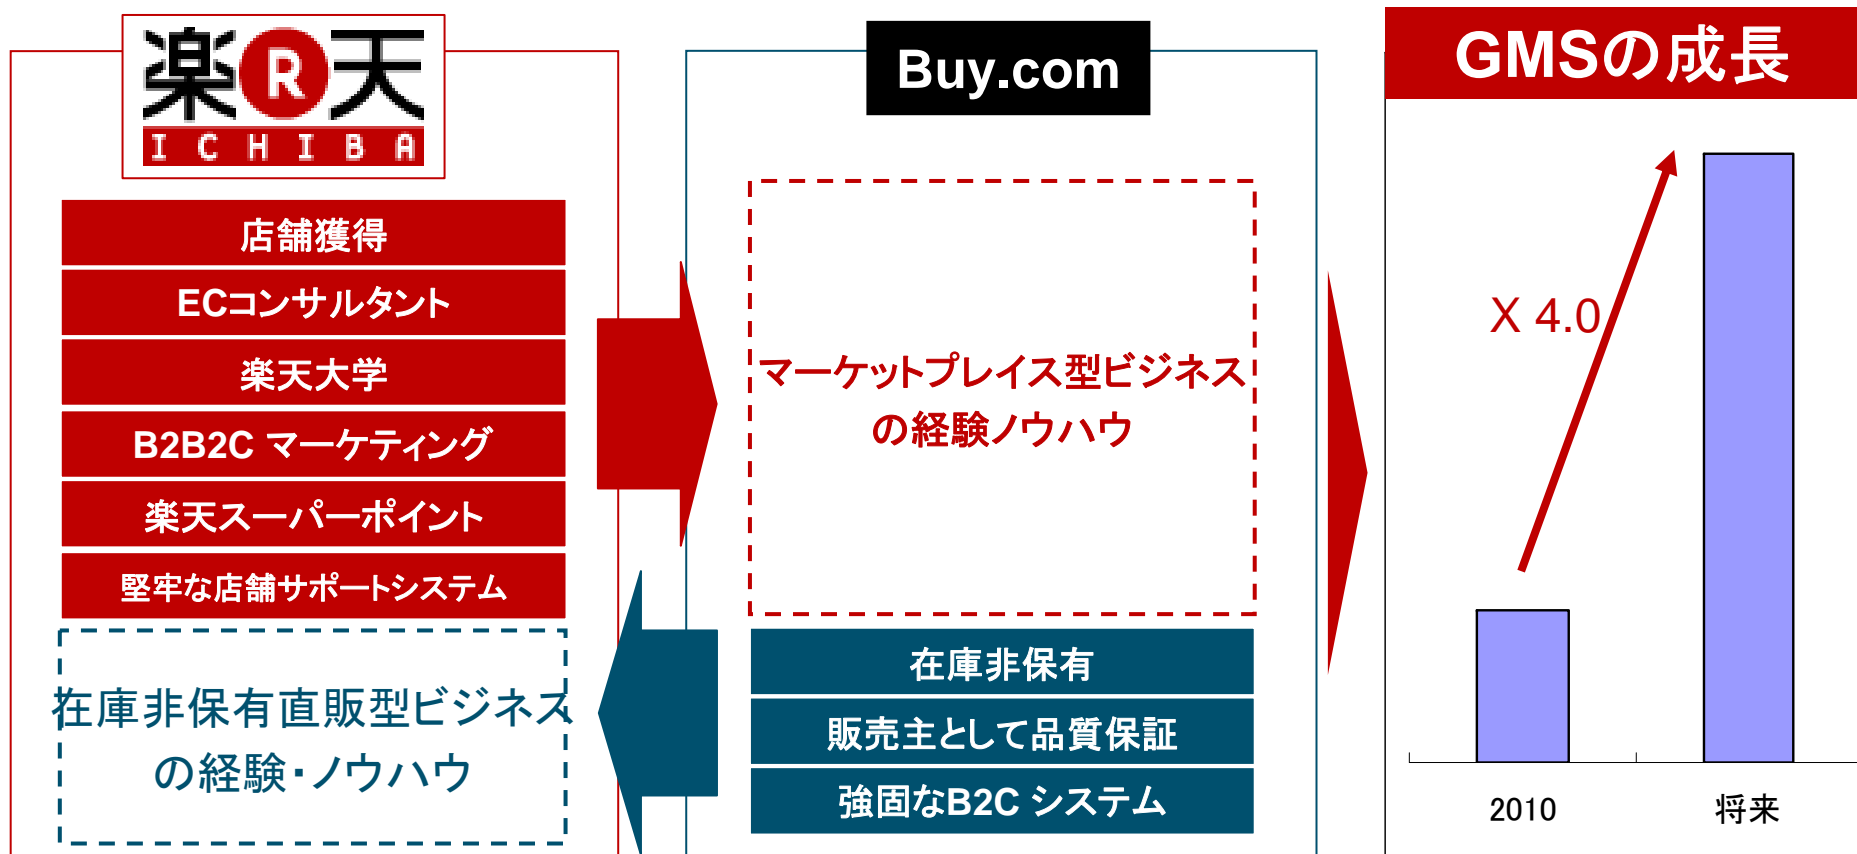 楽R天
ICHIBA
店舗獲得
ECコンサルタント
楽天大学
B2B2C マーケティング
楽天スーパーポイント
堅牢な店舗サポートシステム
在庫非保有直販型ビジネス
の経験・ノウハウ
Buy.com
マーケットプレイス型ビジネス
の経験ノウハウ
在庫非保有
販売主として品質保証
強固なB2C システム
GMSの成長
X 4.0
2010
将来